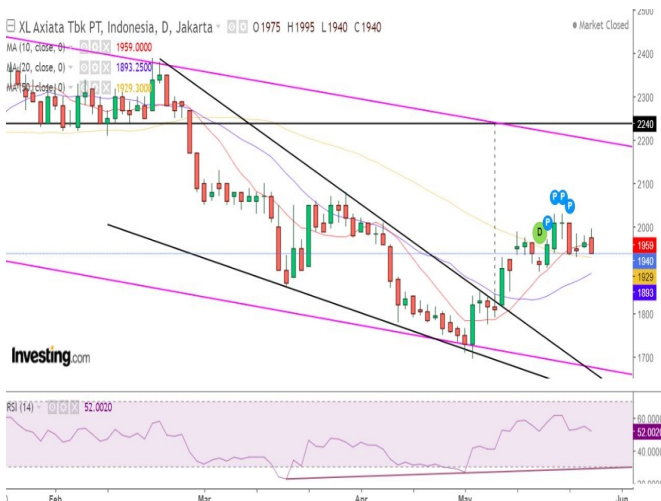 XL Axiata Tbk PT, Indonesia, D, Jakarta O1975 H1995 L1940 C1940
Market Closed
MA (10, close, 0) 1959.0000
MA (20, close, 0) 1893.2500
MA (50, close, 0) 1929.3000
2500
2400
2300
2240
2200
2100
2000
1959
1940
1929
1893
1800
1700
D P P P P
Investing.com
RSI (14) 52.0020
60.0000
52.0020
40.0000
20.0000
Feb Mar Apr May Jun